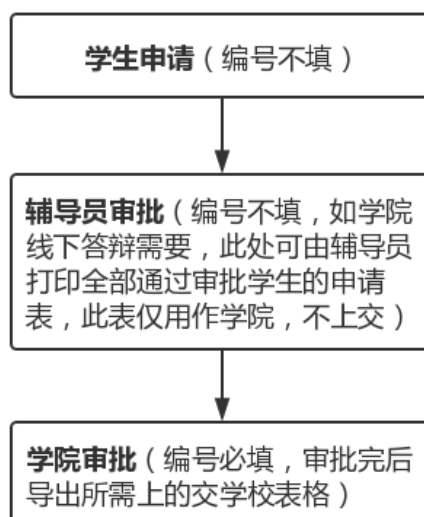 学生申请（编号不填）
辅导员审批（编号不填，如学院
线下答辩需要，此处可由辅导员
打印全部通过审批学生的申请
表，此表仅用作学院，不上交）
学院审批（编号必填，审批完后
导出所需上的交学校表格）